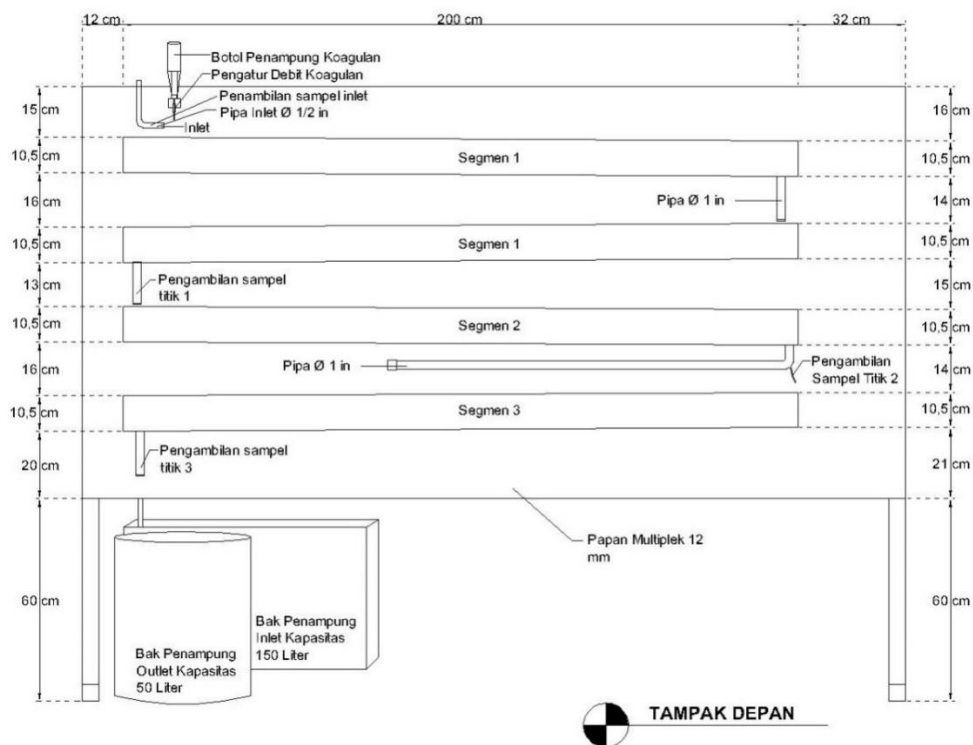 12 cm
200 cm
32 cm
Botol Penampung Koagulan
Pengatur Debit Koagulan
Penambilan sampel inlet
Pipa Inlet Ø 1/2 in
Inlet
15 cm
16 cm
10,5 cm
Segmen 1
10,5 cm
16 cm
Pipa Ø 1 in
14 cm
10,5 cm
Segmen 1
10,5 cm
13 cm
Pengambilan sampel
titik 1
15 cm
10,5 cm
Segmen 2
10,5 cm
16 cm
Pipa Ø 1 in
Pengambilan
Sampel Titik 2
14 cm
10,5 cm
Segmen 3
10,5 cm
20 cm
Pengambilan sampel
titik 3
21 cm
Papan Multiplek 12
mm
60 cm
60 cm
Bak Penampung
Inlet Kapasitas
150 Liter
Bak Penampung
Outlet Kapasitas
50 Liter
TAMPAK DEPAN